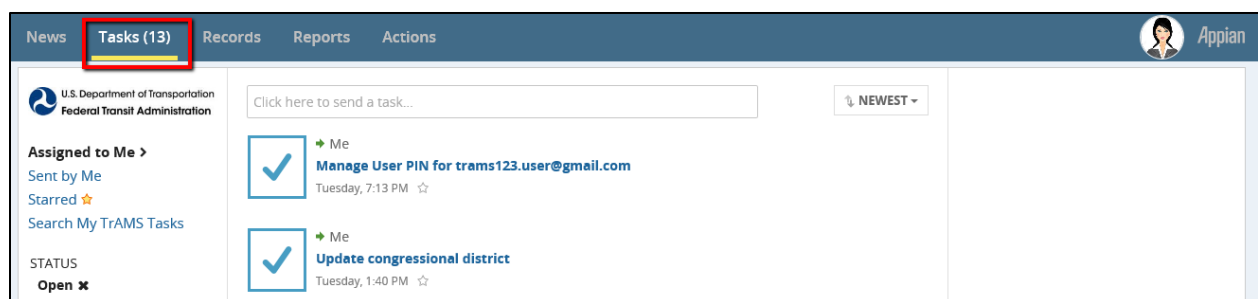 News Tasks (13) Records Reports Actions Appian
U.S. Department of Transportation
Federal Transit Administration
Click here to send a task...
NEWEST
Assigned to Me >
Sent by Me
Starred
Search My TrAMS Tasks
STATUS
Open ✖
Me
Manage User PIN for trams123.user@gmail.com
Tuesday, 7:13 PM
Me
Update congressional district
Tuesday, 1:40 PM